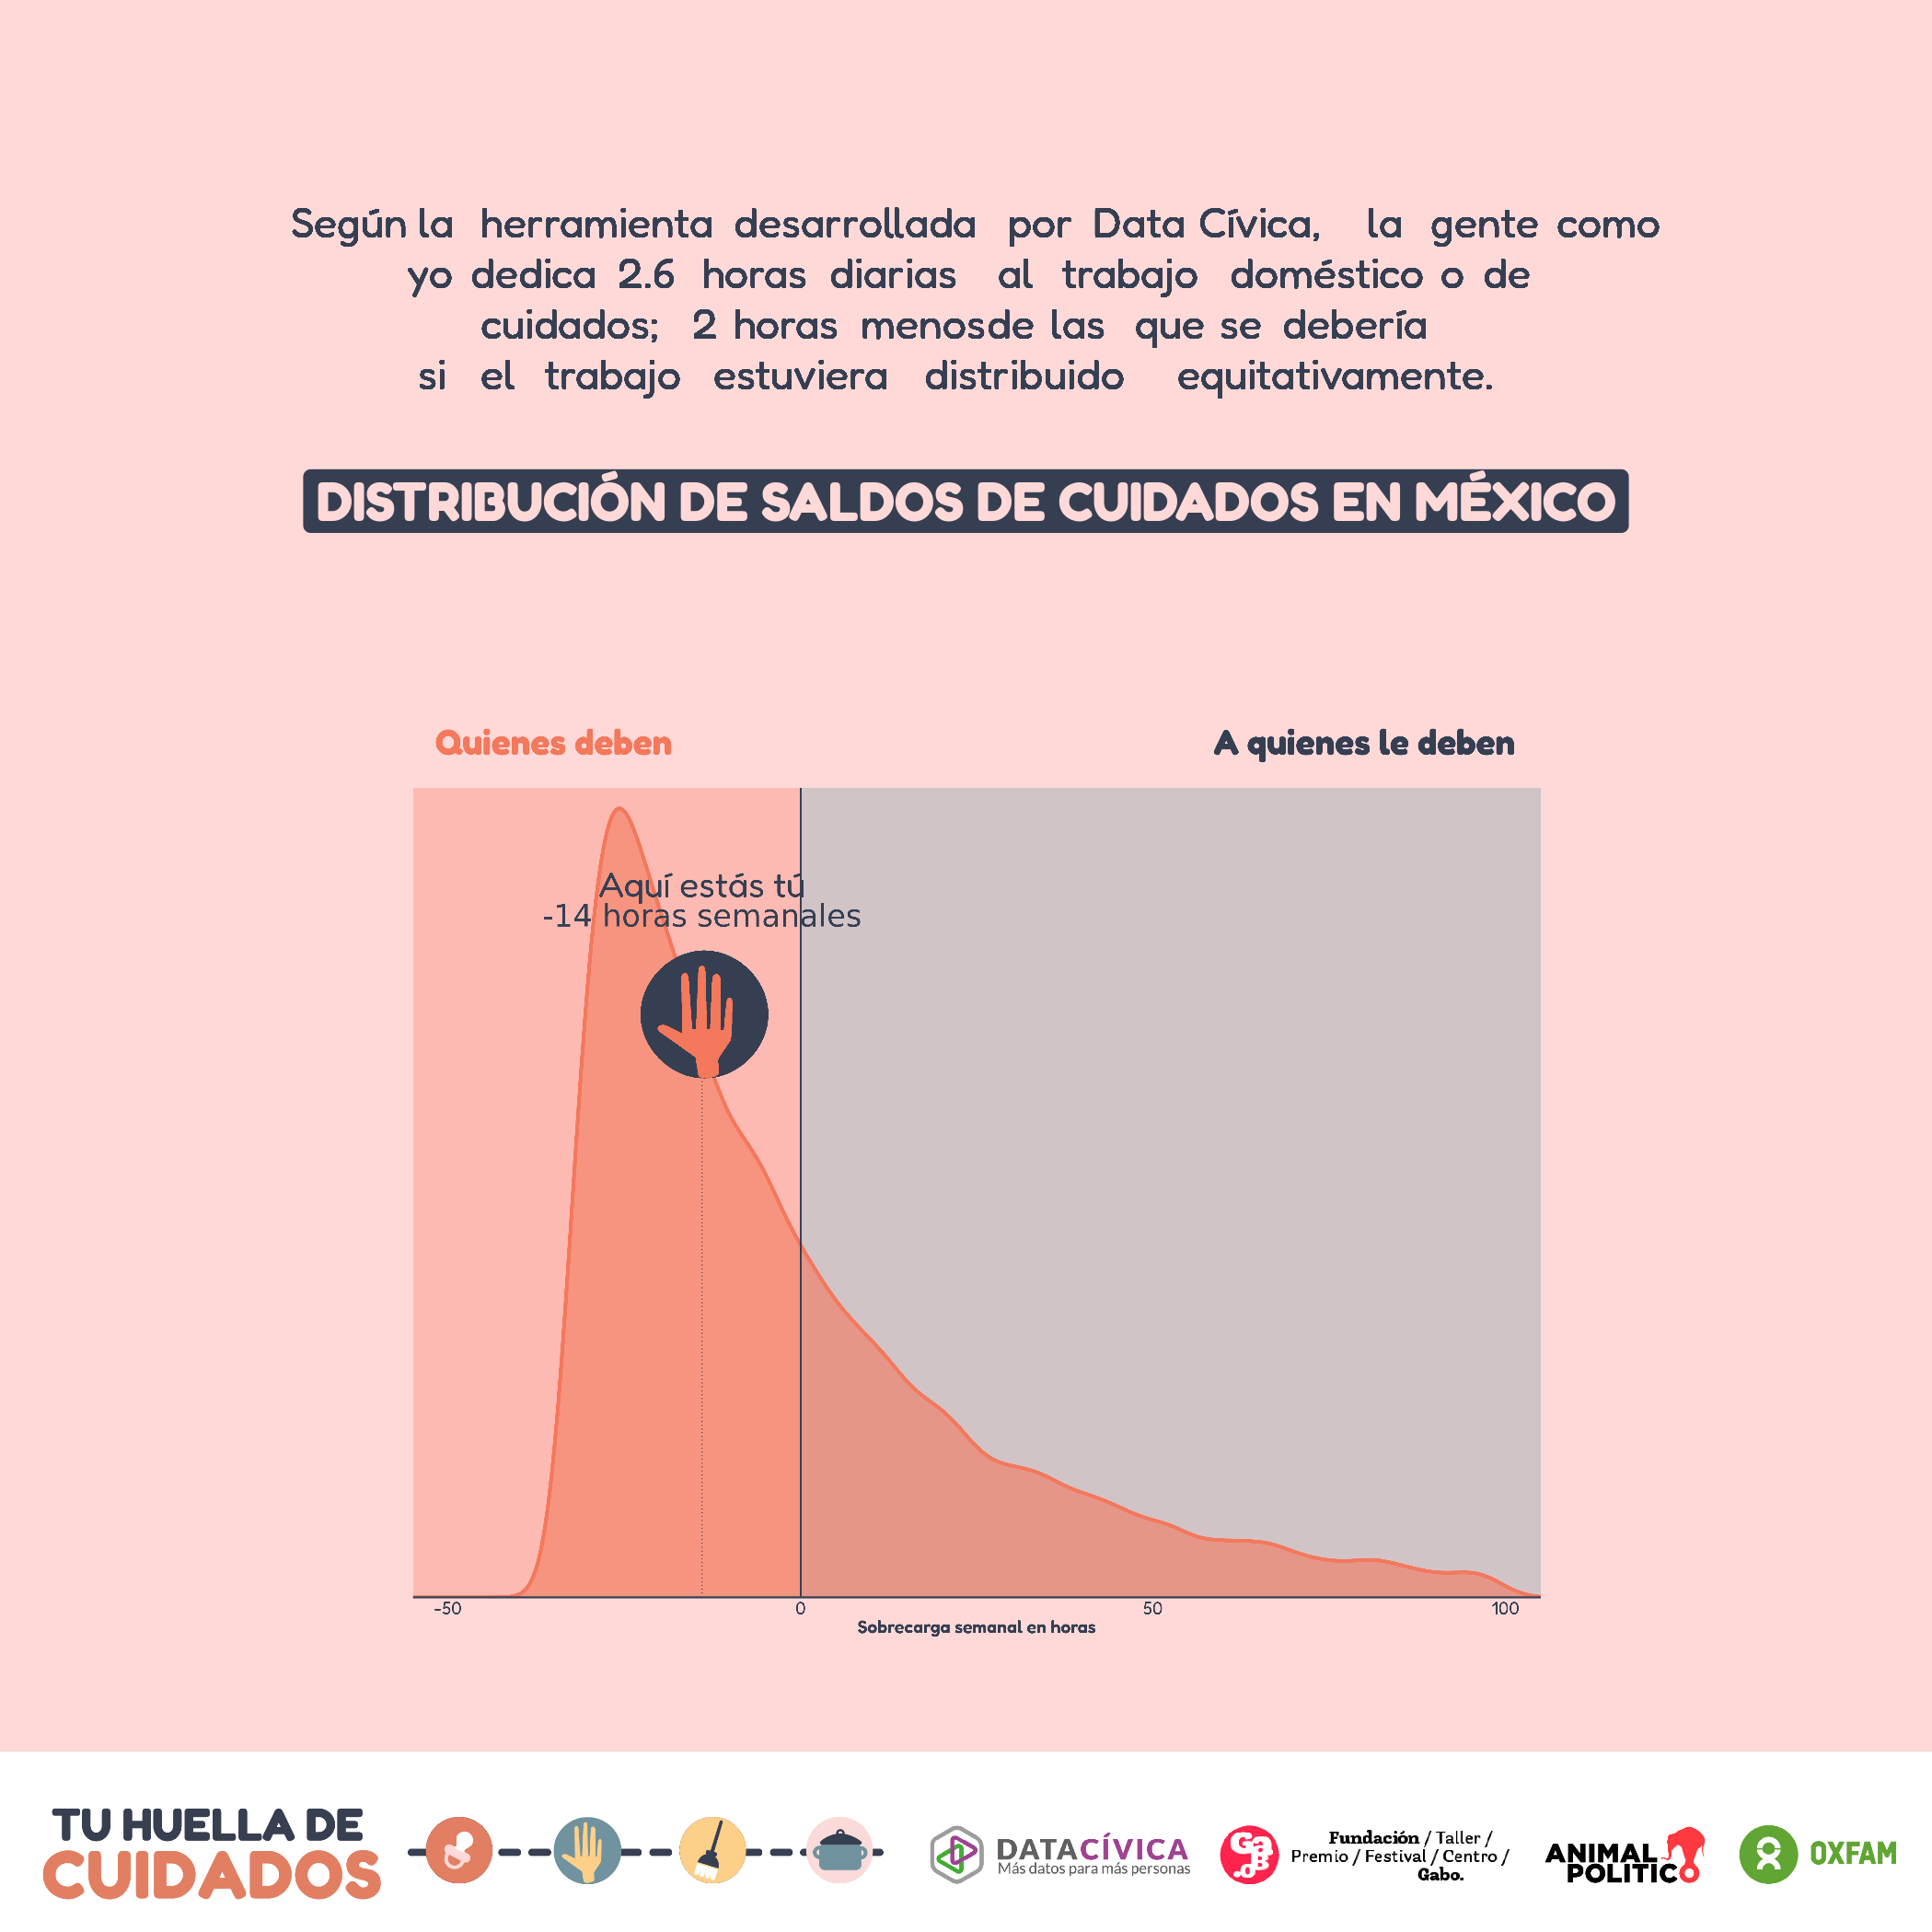 Según la herramienta desarrollada por Data Cívica, la gente como
yo dedica 2.6 horas diarias al trabajo doméstico o de
cuidados; 2 horas menosde las que se debería
si el trabajo estuviera distribuido equitativamente.
DISTRIBUCIÓN DE SALDOS DE CUIDADOS EN MÉXICO
Quienes deben
A quienes le deben
Aquí estás tú
-14 horas semanales
-50 0 50 100
Sobrecarga semanal en horas
TU HUELLA DE
CUIDADOS
DATACÍVICA
Más datos para más personas
GaBo
Fundación / Taller /
Premio / Festival / Centro /
Gabo.
ANIMAL
POLITICO
OXFAM